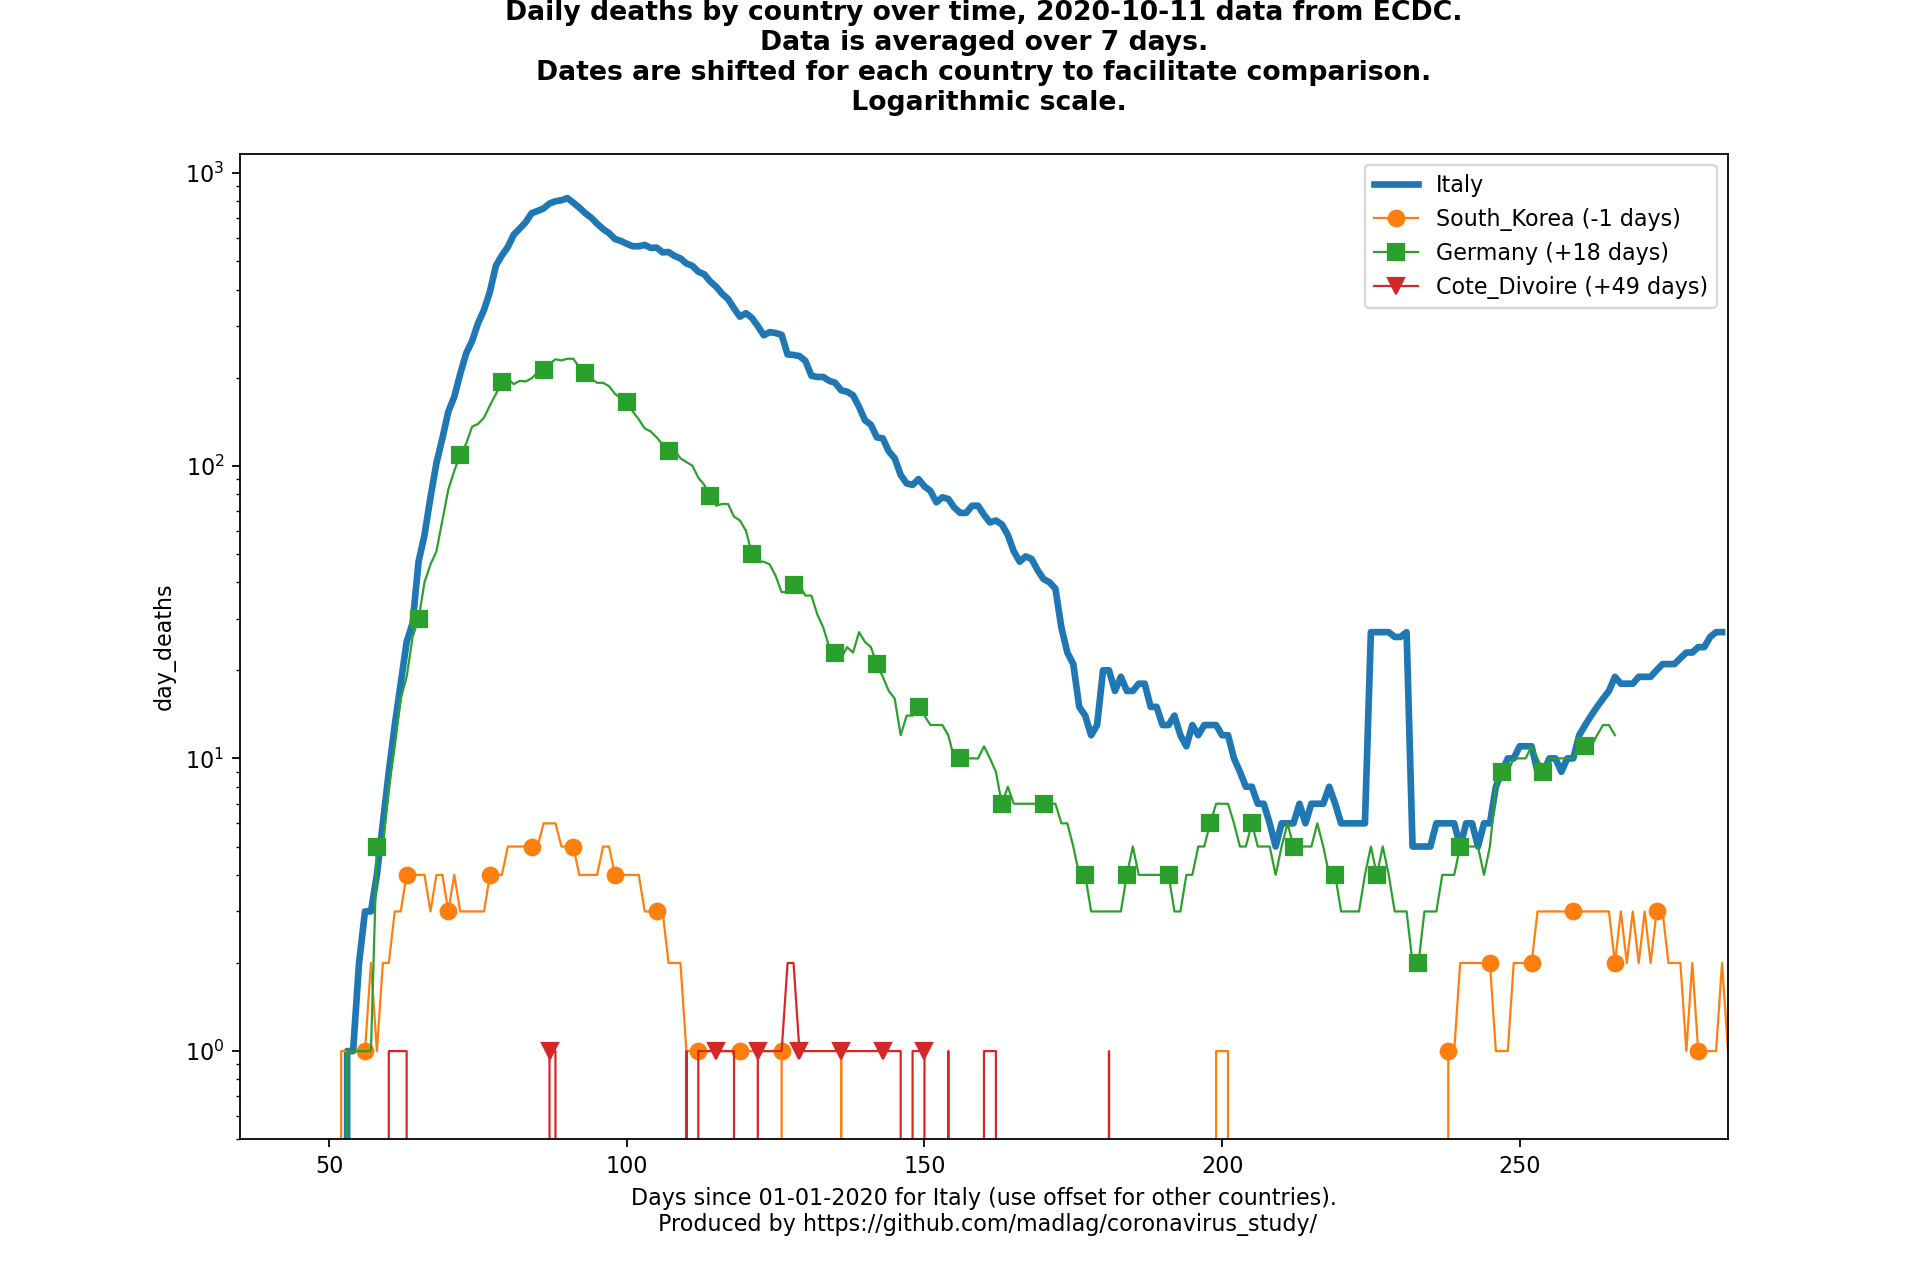 Daily deaths by country over time, 2020-10-11 data from ECDC.
Data is averaged over 7 days.
Dates are shifted for each country to facilitate comparison.
Logarithmic scale.
10³
10²
10¹
10⁰
day_deaths
Italy
South_Korea (-1 days)
Germany (+18 days)
Cote_Divoire (+49 days)
50
100
150
200
250
Days since 01-01-2020 for Italy (use offset for other countries).
Produced by https://github.com/madlag/coronavirus_study/